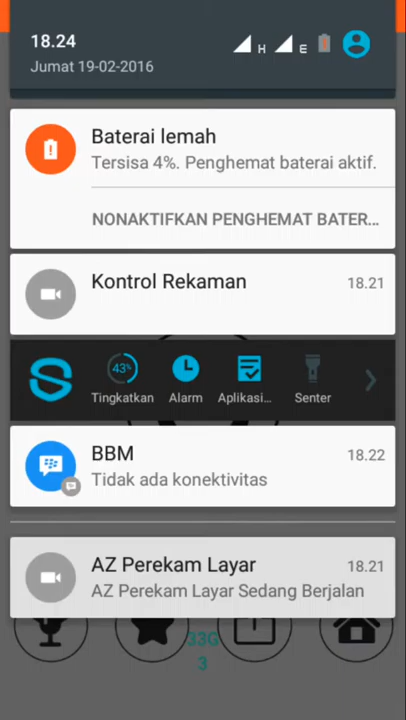 18.24
H
E
Jumat 19-02-2016
Baterai lemah
Tersisa 4%. Penghemat baterai aktif.
NONAKTIFKAN PENGHEMAT BATER...
Kontrol Rekaman
18.21
43%
Tingkatkan
Alarm
Aplikasi...
Senter
BBM
18.22
Tidak ada konektivitas
AZ Perekam Layar
18.21
AZ Perekam Layar Sedang Berjalan
33G
3